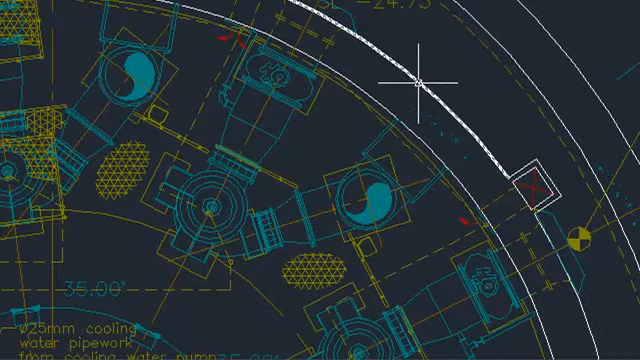 SL -24.75
35.00°
ø25mm cooling
water pipework
from cooling water pump